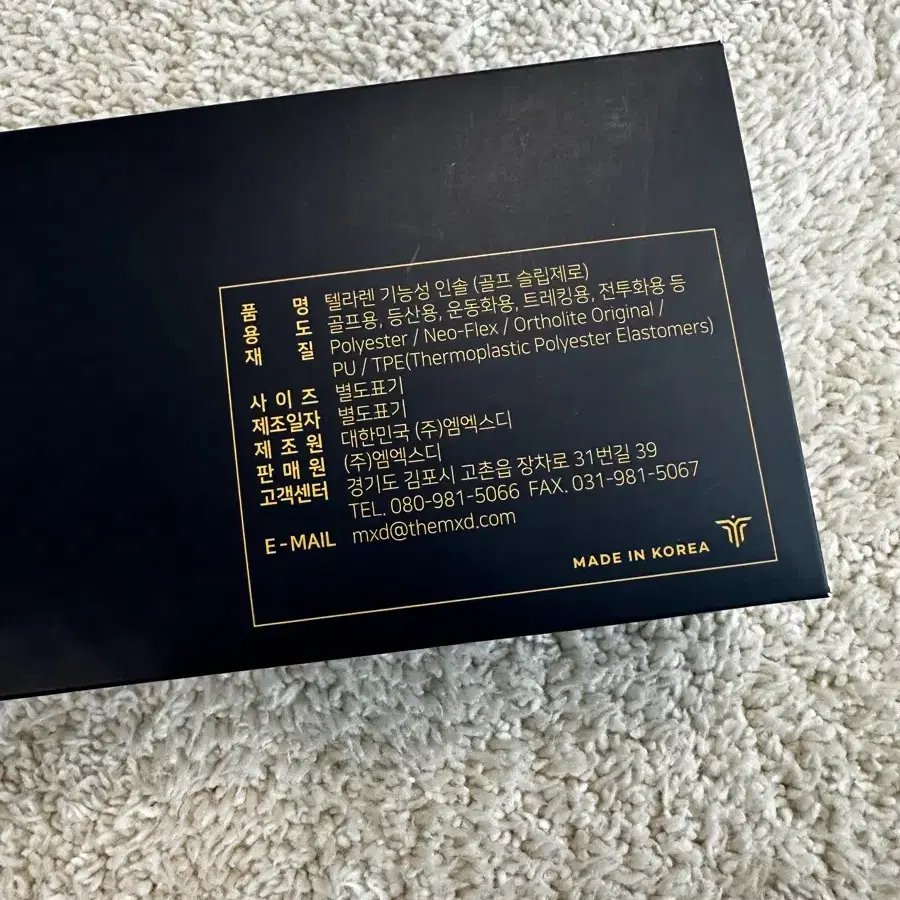 품 명 텔라렌 기능성 인솔 (골프 슬립제로)
용 도 골프용, 등산용, 운동화용, 트레킹용, 전투화용 등
재 질 Polyester / Neo-Flex / Ortholite Original /
PU / TPE(Thermoplastic Polyester Elastomers)
사 이 즈 별도표기
제조일자 별도표기
제 조 원 대한민국 (주)엠엑스디
판 매 원 (주)엠엑스디
고객센터 경기도 김포시 고촌읍 장차로 31번길 39
TEL. 080-981-5066 FAX. 031-981-5067
E-MAIL mxd@themxd.com
MADE IN KOREA